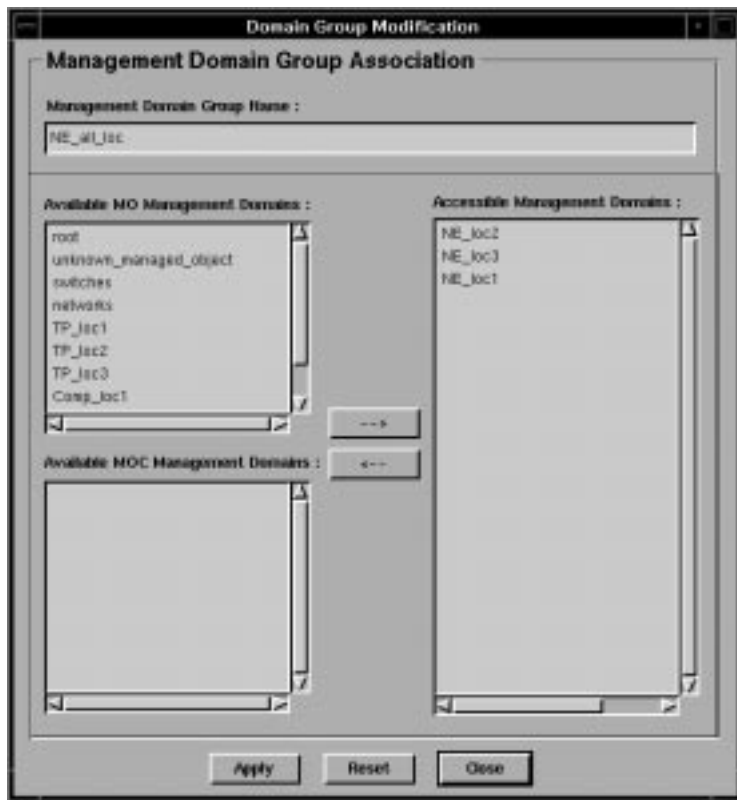 Domain Group Modification
Management Domain Group Association
Management Domain Group Name :
NE_all_loc
Available MO Management Domains :
root
unknown_managed_object
switches
networks
TP_loc1
TP_loc2
TP_loc3
Comp_loc1
Accessible Management Domains :
NE_loc2
NE_loc3
NE_loc1
-->
<--
Available MOC Management Domains :
Apply
Reset
Close